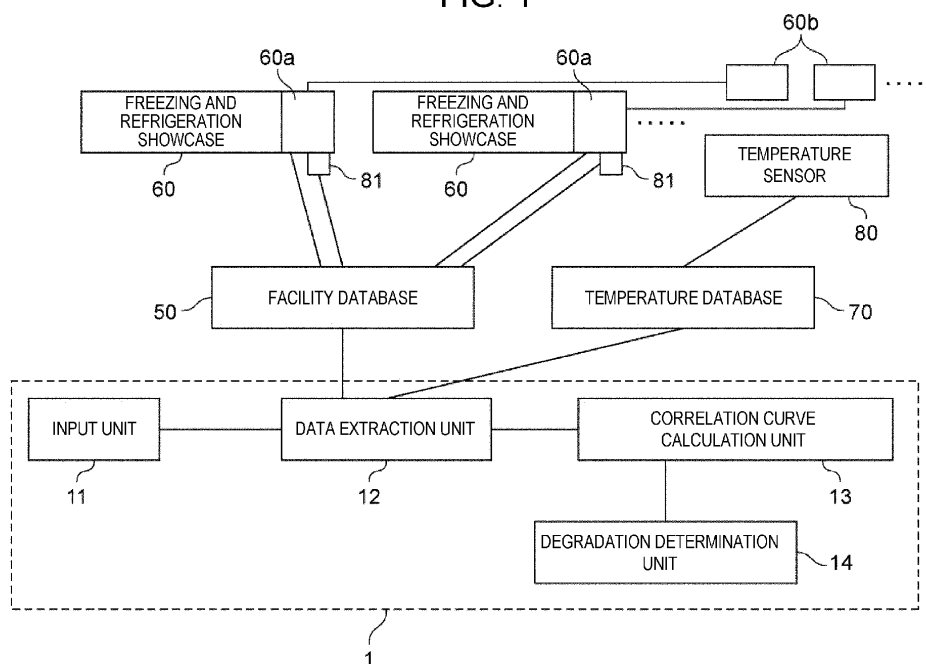 FIG. 1
60b
60a
60a
FREEZING AND
REFRIGERATION
SHOWCASE
FREEZING AND
REFRIGERATION
SHOWCASE
.....
.....
60
81
60
81
TEMPERATURE
SENSOR
80
FACILITY DATABASE
50
TEMPERATURE DATABASE
70
INPUT UNIT
11
DATA EXTRACTION UNIT
12
CORRELATION CURVE
CALCULATION UNIT
13
DEGRADATION DETERMINATION
UNIT
14
1